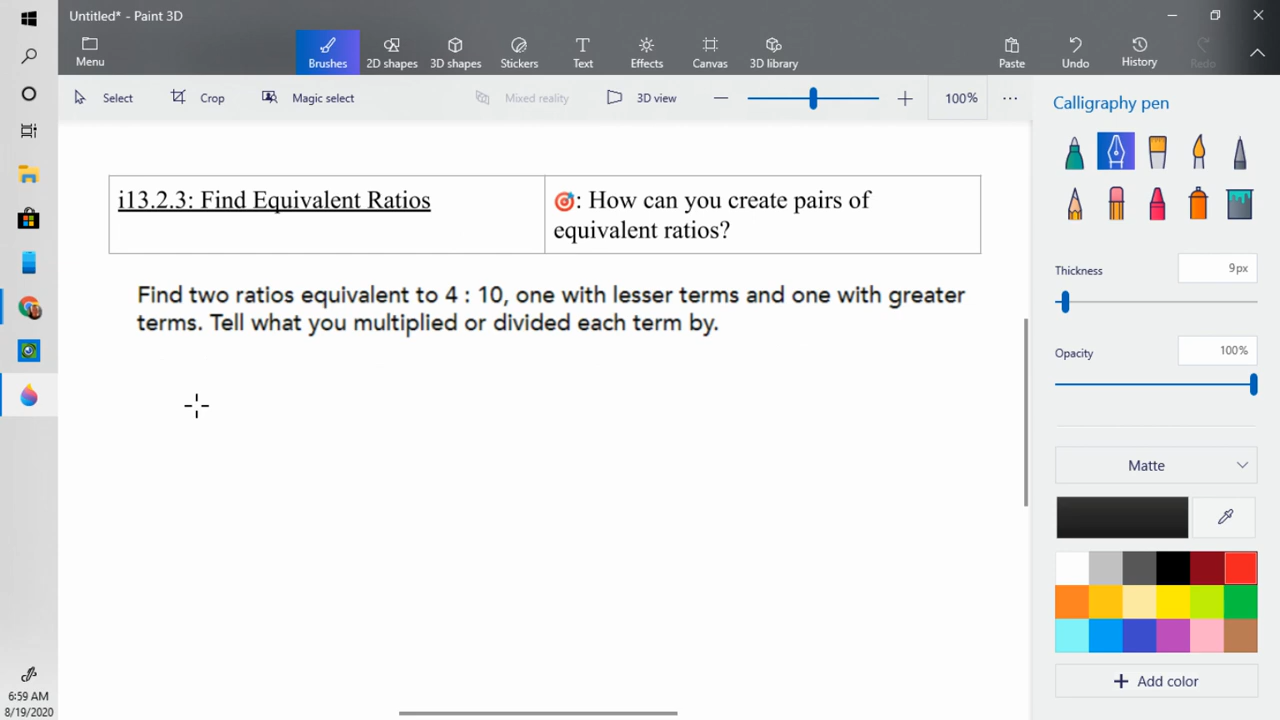 Untitled* - Paint 3D
Menu
Brushes
2D shapes
3D shapes
Stickers
Text
Effects
Canvas
3D library
Paste
Undo
History
Redo
Select
Crop
Magic select
Mixed reality
3D view
100%
Calligraphy pen
i13.2.3: Find Equivalent Ratios
🎯: How can you create pairs of
equivalent ratios?
Find two ratios equivalent to 4 : 10, one with lesser terms and one with greater
terms. Tell what you multiplied or divided each term by.
Thickness
9px
Opacity
100%
Matte
Add color
6:59 AM
8/19/2020